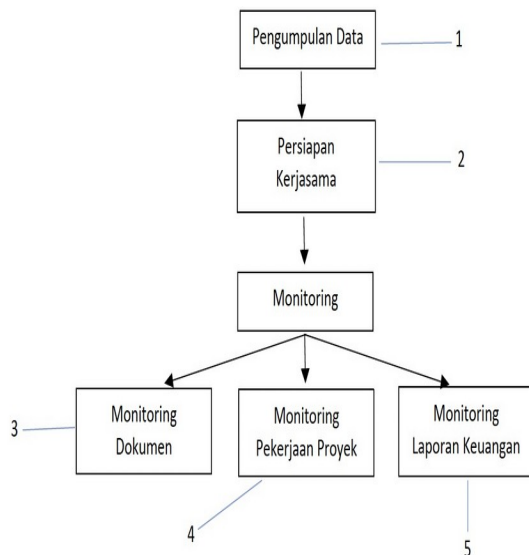 Pengumpulan Data
1
Persiapan
Kerjasama
2
Monitoring
3
Monitoring
Dokumen
Monitoring
Pekerjaan Proyek
Monitoring
Laporan Keuangan
4
5